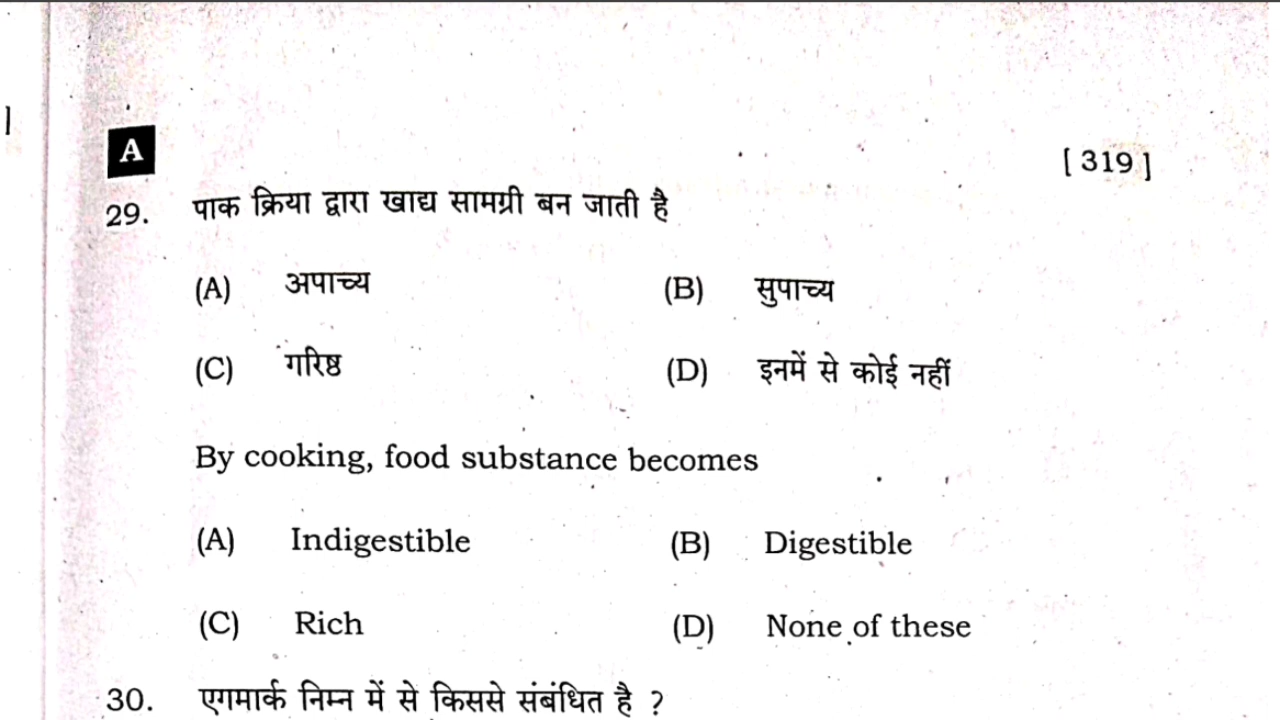 A
[ 319 ]
29. पाक क्रिया द्वारा खाद्य सामग्री बन जाती है
(A) अपाच्य (B) सुपाच्य
(C) गरिष्ठ (D) इनमें से कोई नहीं
By cooking, food substance becomes
(A) Indigestible (B) Digestible
(C) Rich (D) None of these
30. एगमार्क निम्न में से किससे संबंधित है ?